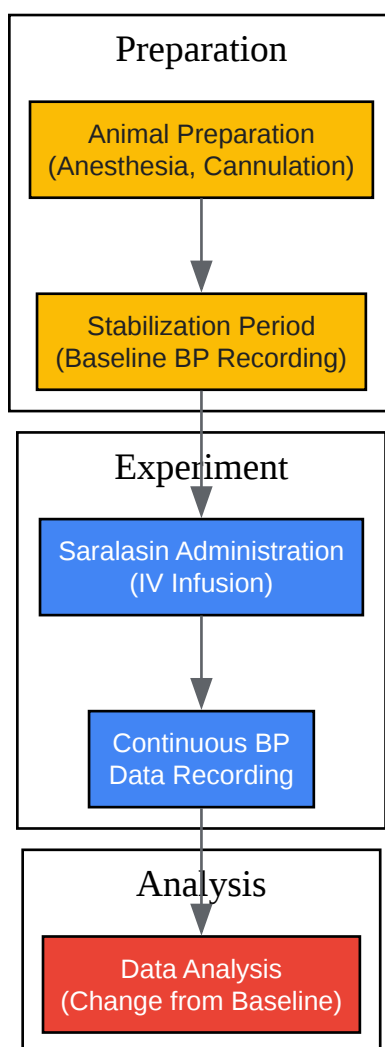 Preparation
Animal Preparation
(Anesthesia, Cannulation)
Stabilization Period
(Baseline BP Recording)
Experiment
Saralasin Administration
(IV Infusion)
Continuous BP
Data Recording
Analysis
Data Analysis
(Change from Baseline)